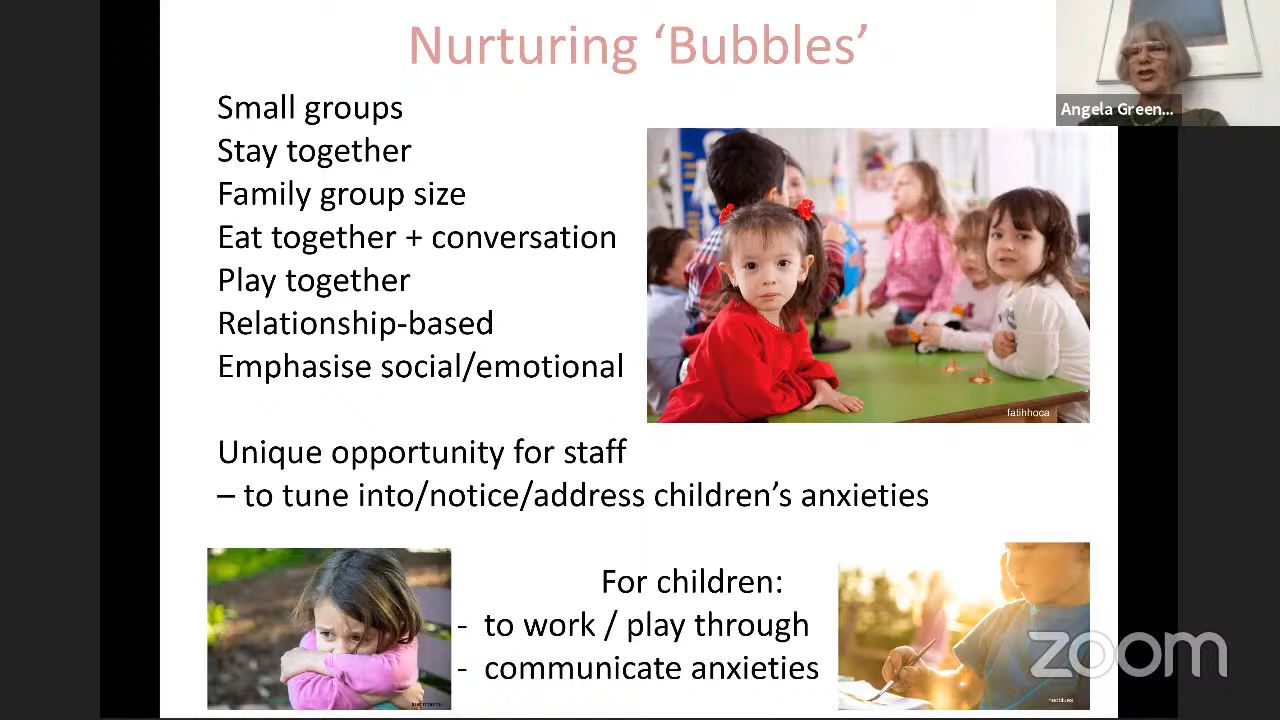 Nurturing ‘Bubbles’
Angela Green...
Small groups
Stay together
Family group size
Eat together + conversation
Play together
Relationship-based
Emphasise social/emotional
fatihhoca
Unique opportunity for staff
– to tune into/notice/address children’s anxieties
For children:
- to work / play through
- communicate anxieties
zoom
neoblues